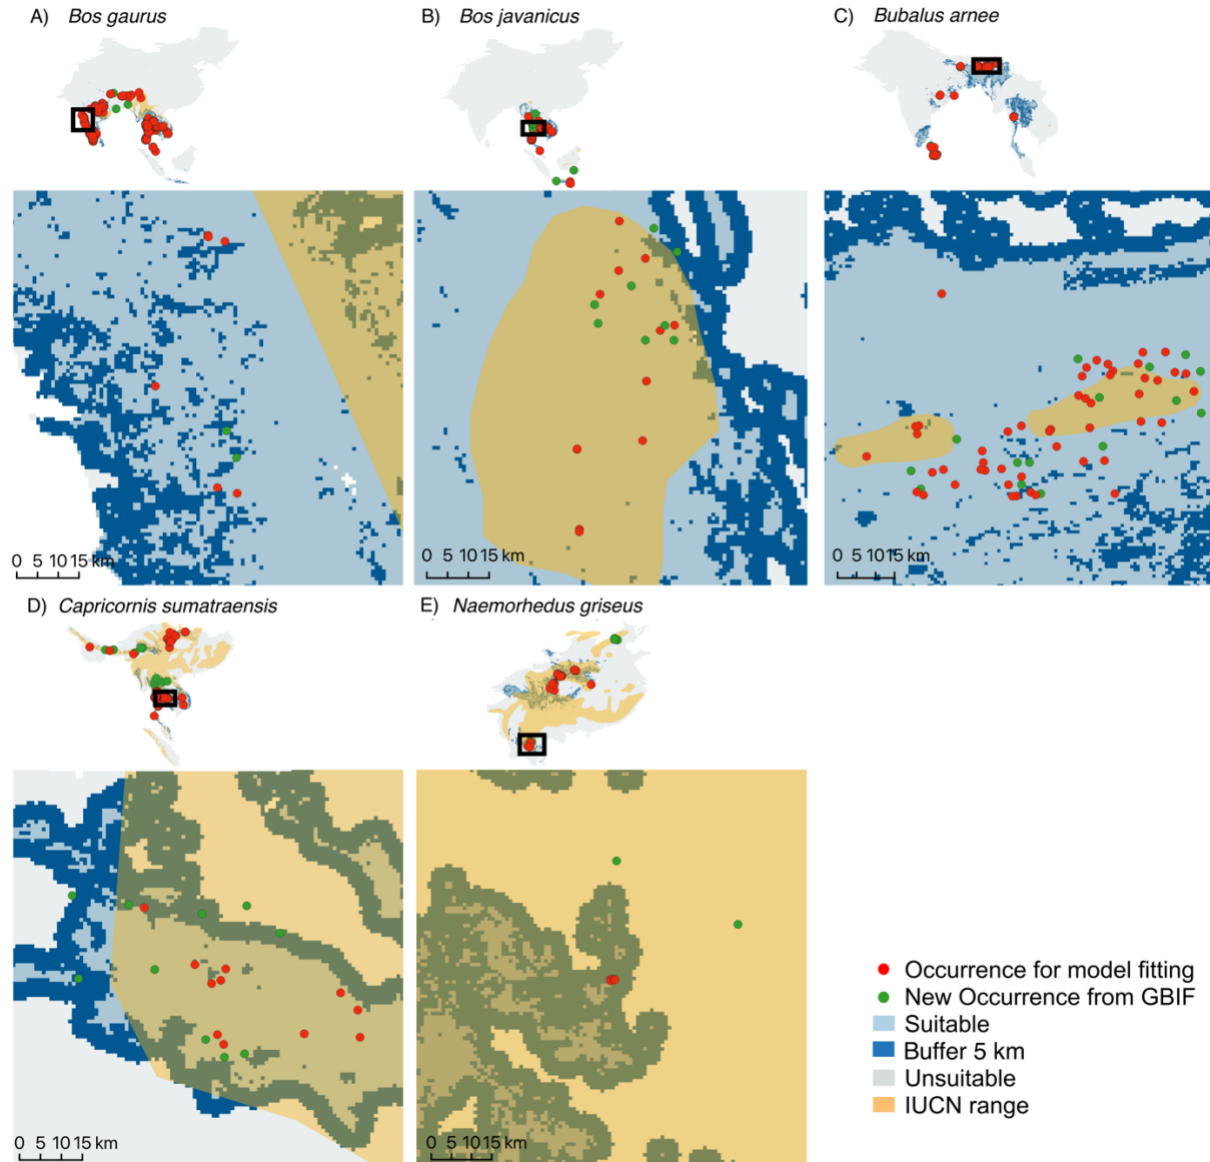 A) Bos gaurus
B) Bos javanicus
C) Bubalus arnee
0 5 10 15 km
0 5 10 15 km
0 5 10 15 km
D) Capricornis sumatraensis
E) Naemorhedus griseus
Occurrence for model fitting
New Occurrence from GBIF
Suitable
Buffer 5 km
Unsuitable
IUCN range
0 5 10 15 km
0 5 10 15 km